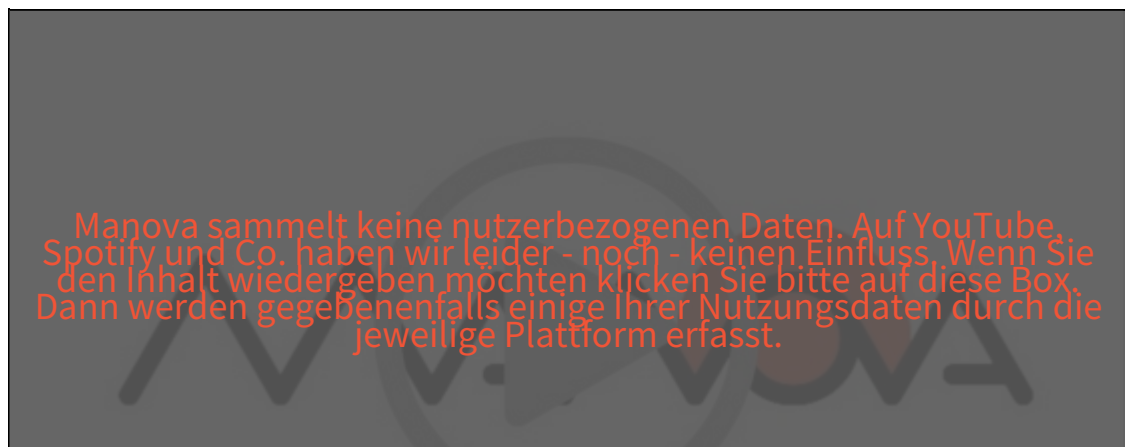 Manova sammelt keine nutzerbezogenen Daten. Auf YouTube,
Spotify und Co. haben wir leider - noch - keinen Einfluss. Wenn Sie
den Inhalt wiedergeben möchten klicken Sie bitte auf diese Box.
Dann werden gegebenenfalls einige Ihrer Nutzungsdaten durch die
jeweilige Plattform erfasst.
MANOVA